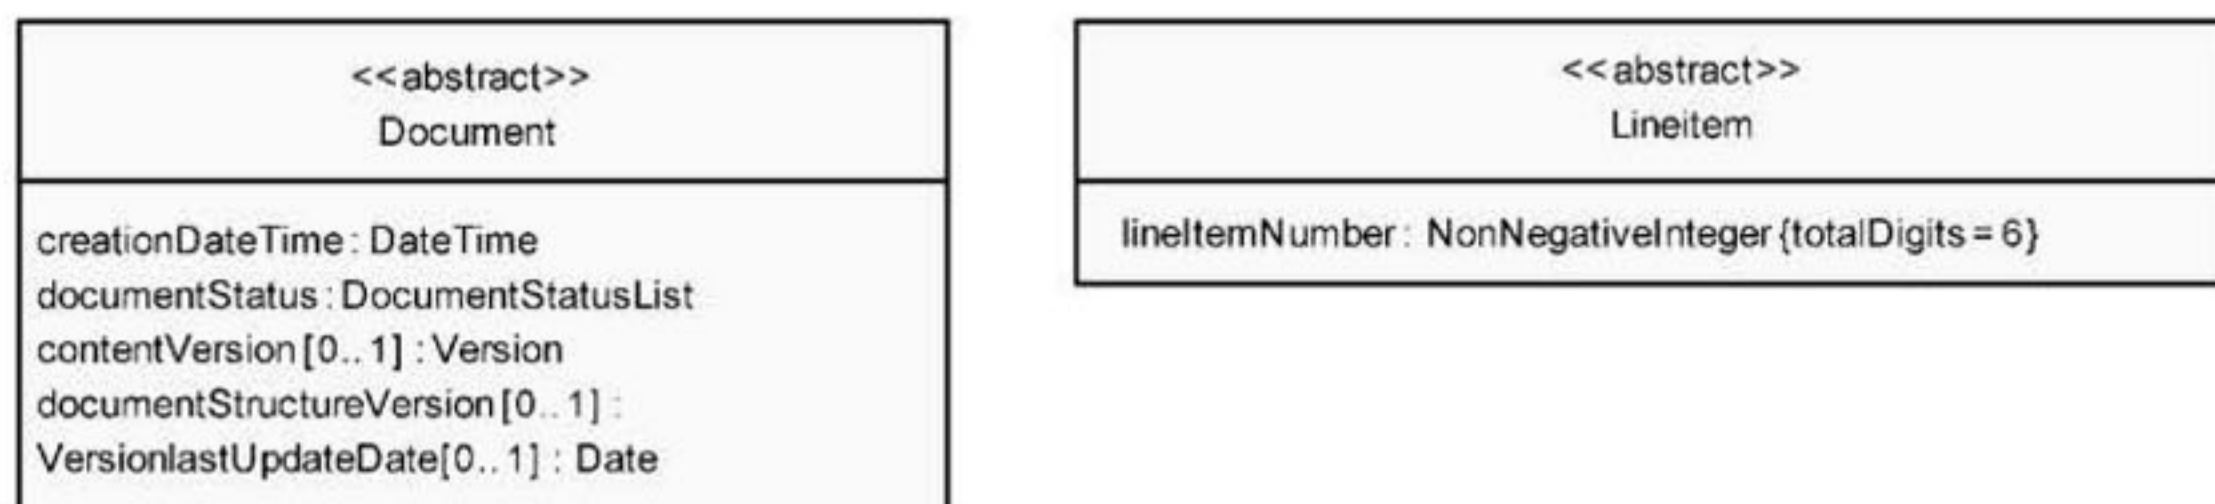 <<abstract>>
Document
creationDateTime: DateTime
documentStatus: DocumentStatusList
contentVersion[0..1] : Version
documentStructureVersion[0..1] :
VersionlastUpdateDate[0..1] : Date
<<abstract>>
Lineitem
lineItemNumber: NonNegativeInteger{totalDigits=6}